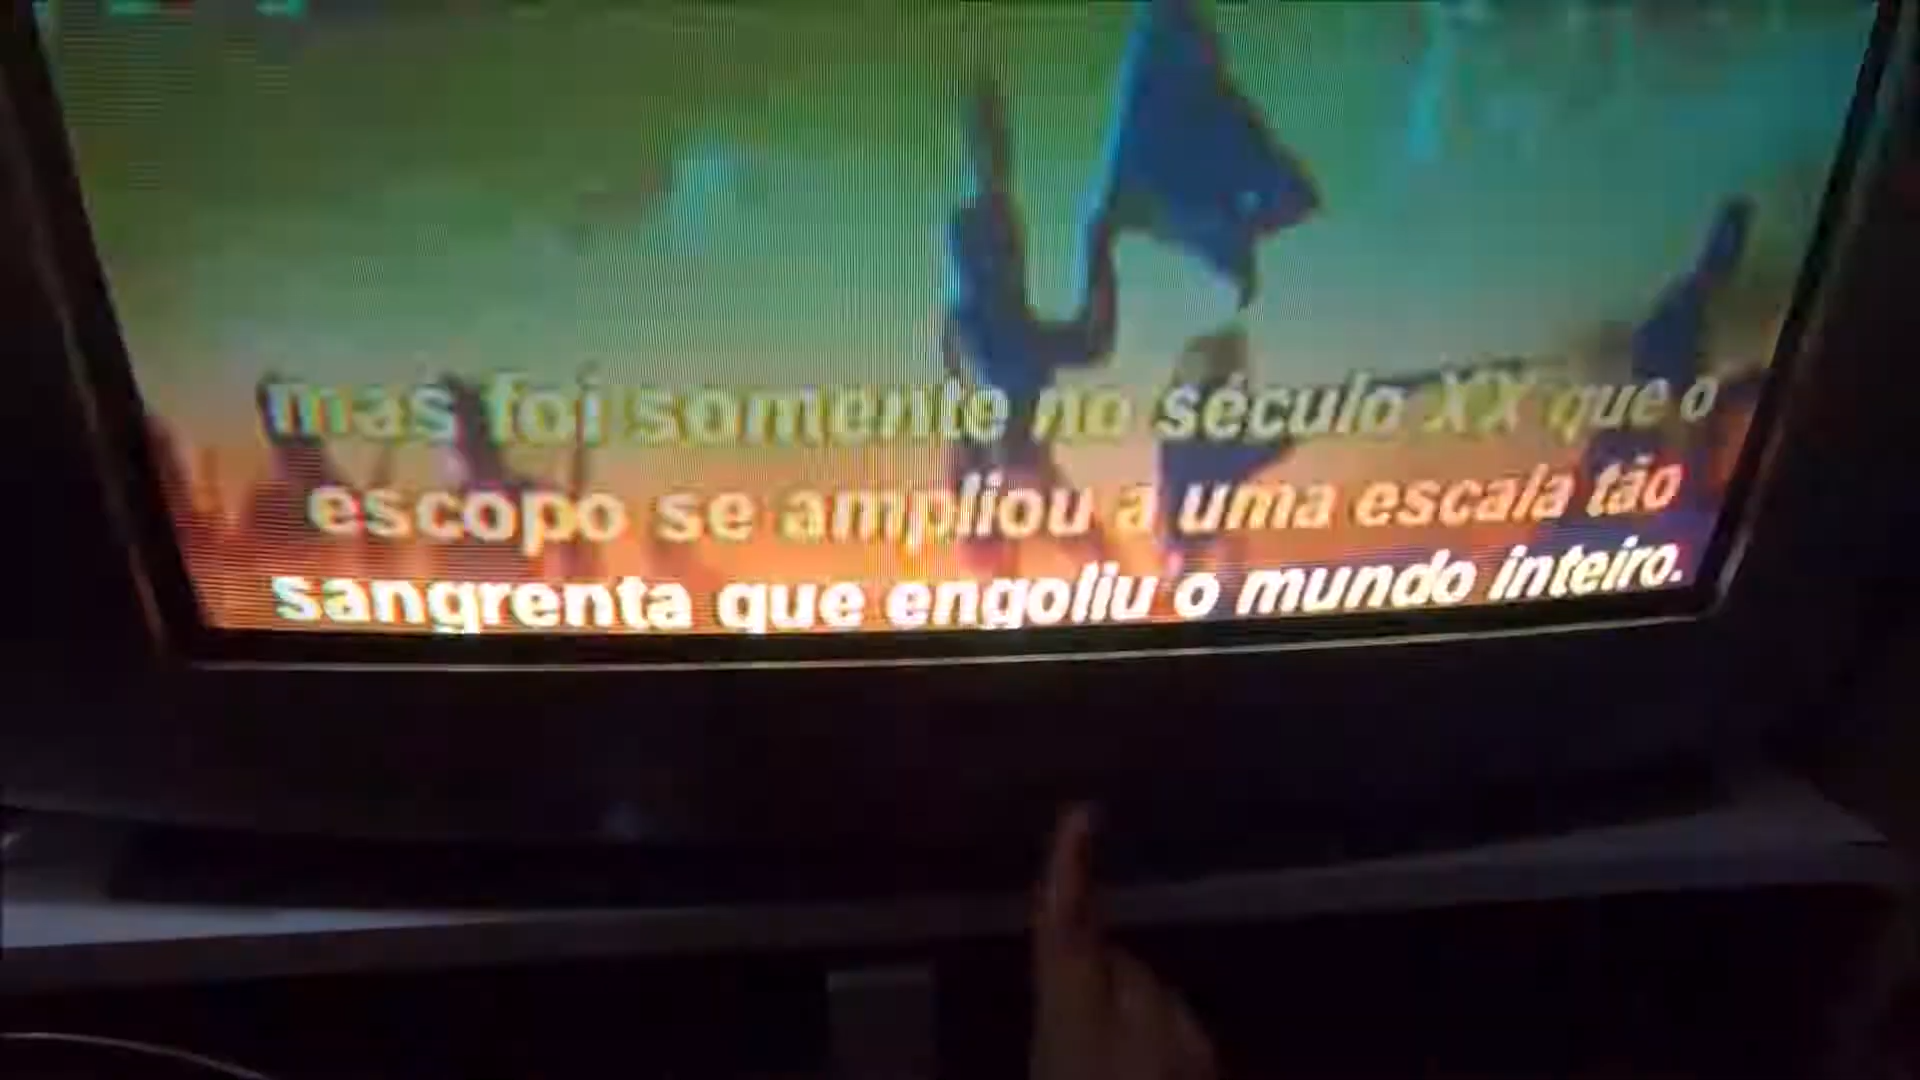 mas foi somente no século XX que o
escopo se ampliou a uma escala tão
sangrenta que engoliu o mundo inteiro.